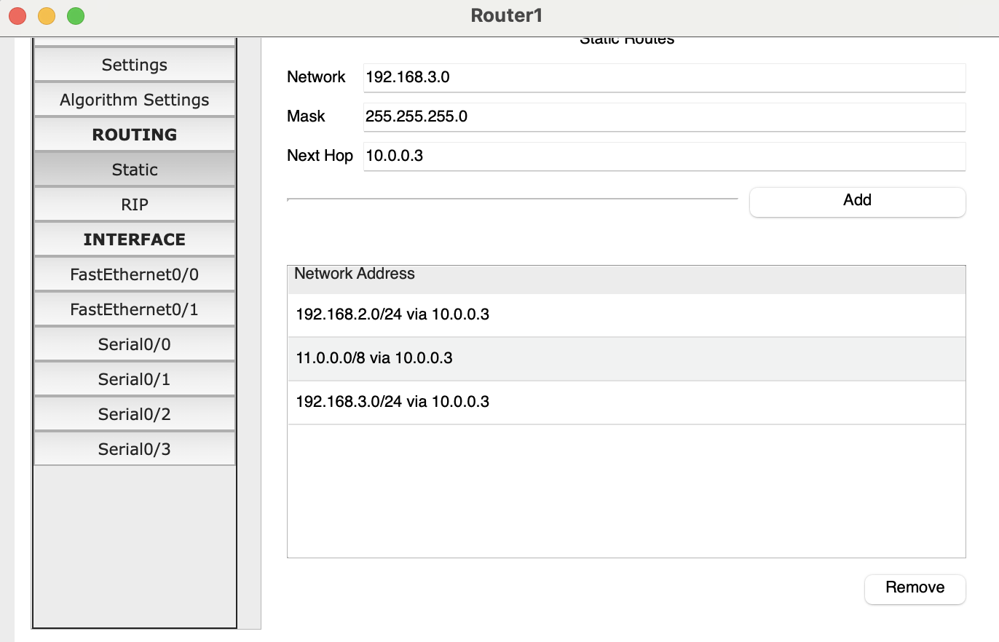 Router1
Settings
Algorithm Settings
ROUTING
Static
RIP
INTERFACE
FastEthernet0/0
FastEthernet0/1
Serial0/0
Serial0/1
Serial0/2
Serial0/3
Static Routes
Network 192.168.3.0
Mask 255.255.255.0
Next Hop 10.0.0.3
Add
Network Address
192.168.2.0/24 via 10.0.0.3
11.0.0.0/8 via 10.0.0.3
192.168.3.0/24 via 10.0.0.3
Remove